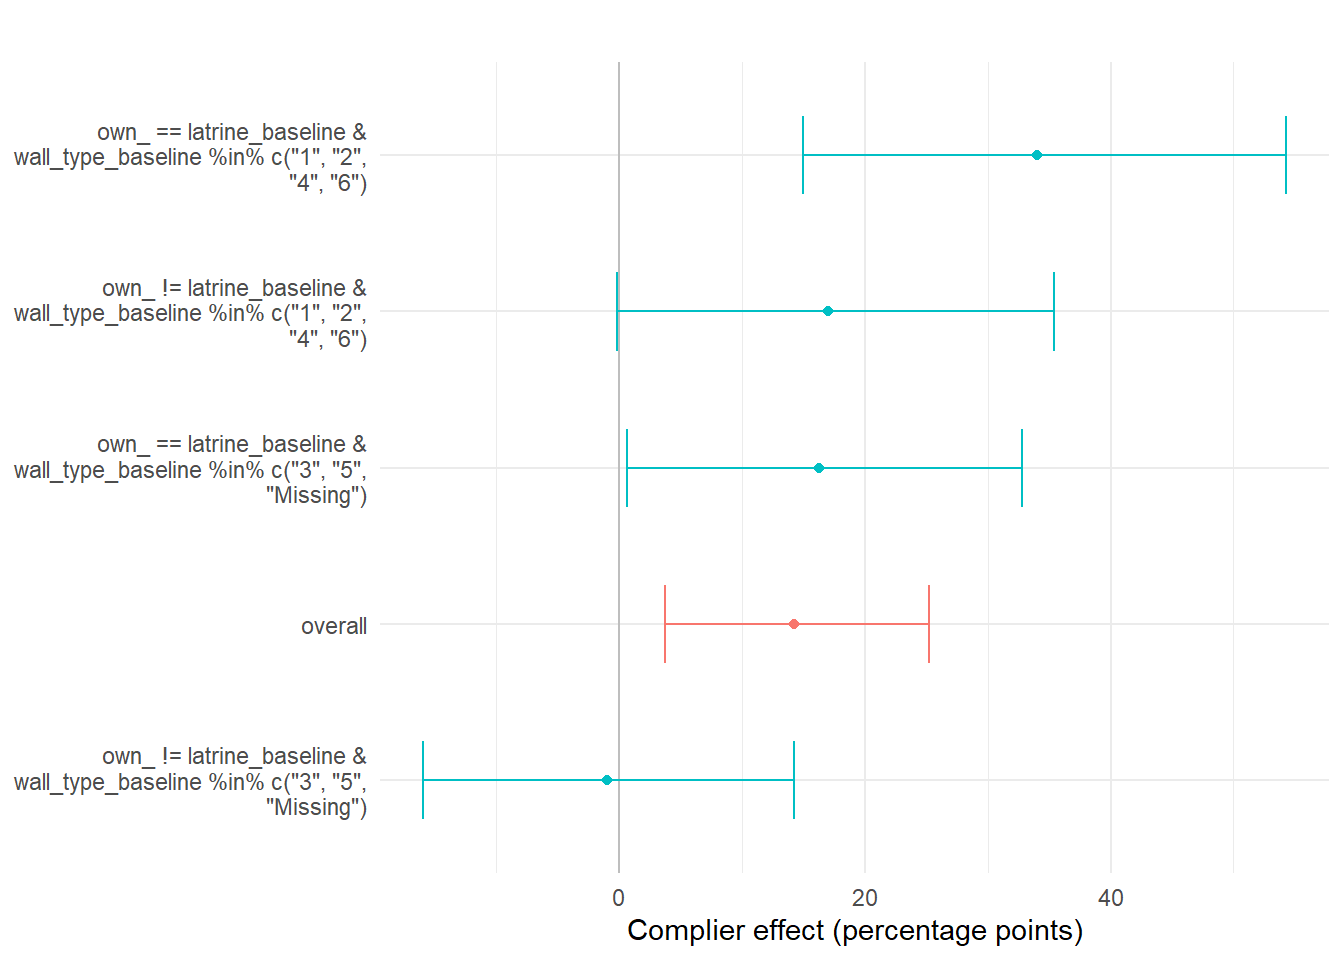 own_ == latrine_baseline &
wall_type_baseline %in% c("1", "2",
"4", "6")
own_ != latrine_baseline &
wall_type_baseline %in% c("1", "2",
"4", "6")
own_ == latrine_baseline &
wall_type_baseline %in% c("3", "5",
"Missing")
overall
own_ != latrine_baseline &
wall_type_baseline %in% c("3", "5",
"Missing")
0 20 40
Complier effect (percentage points)